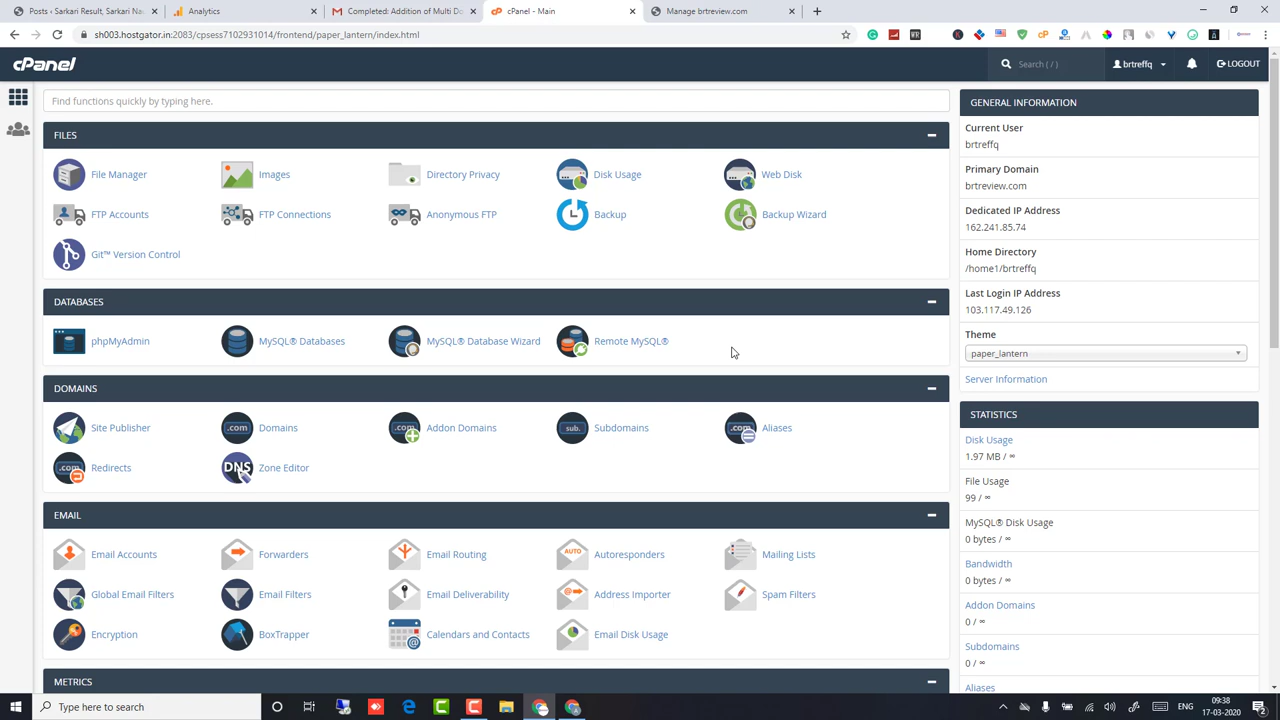 Posts ‹ Sarkari Result, Sarkari Nav
Analytics
Completed: Addition of Multi Do
cPanel - Main
Manage brtreview.com
sh003.hostgator.in:2083/cpsess7102931014/frontend/paper_lantern/index.html
cPanel
Search ( / )
brtreffq
LOGOUT
Find functions quickly by typing here.
FILES
File Manager
Images
Directory Privacy
Disk Usage
Web Disk
FTP Accounts
FTP Connections
Anonymous FTP
Backup
Backup Wizard
Git™ Version Control
DATABASES
phpMyAdmin
MySQL® Databases
MySQL® Database Wizard
Remote MySQL®
DOMAINS
Site Publisher
Domains
Addon Domains
Subdomains
Aliases
Redirects
Zone Editor
EMAIL
Email Accounts
Forwarders
Email Routing
Autoresponders
Mailing Lists
Global Email Filters
Email Filters
Email Deliverability
Address Importer
Spam Filters
Encryption
BoxTrapper
Calendars and Contacts
Email Disk Usage
METRICS
GENERAL INFORMATION
Current User
brtreffq
Primary Domain
brtreview.com
Dedicated IP Address
162.241.85.74
Home Directory
/home1/brtreffq
Last Login IP Address
103.117.49.126
Theme
paper_lantern
Server Information
STATISTICS
Disk Usage
1.97 MB / ∞
File Usage
99 / ∞
MySQL® Disk Usage
0 bytes / ∞
Bandwidth
0 bytes / ∞
Addon Domains
0 / ∞
Subdomains
0 / ∞
Aliases
Type here to search
ENG
09:38
17-03-2020